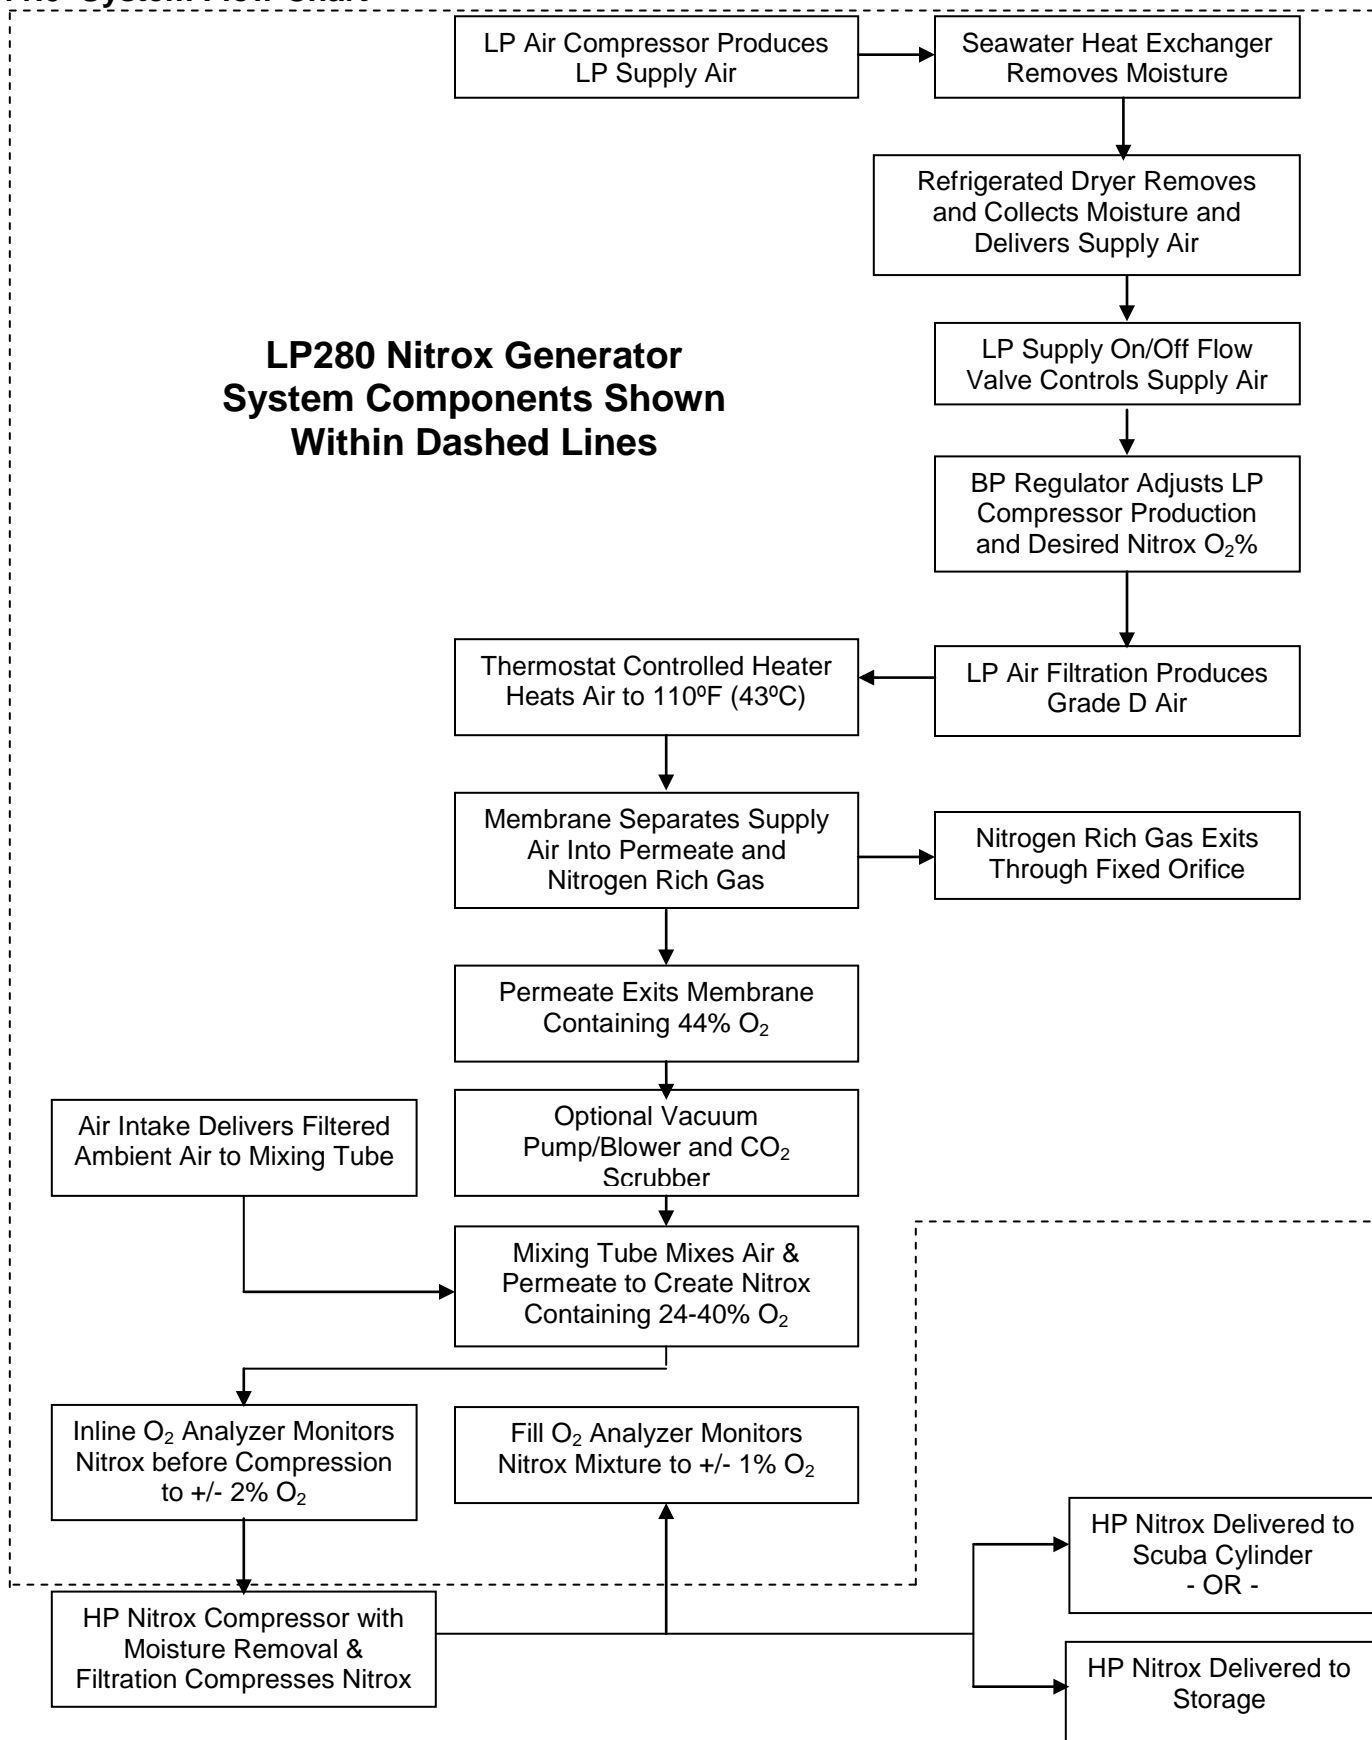 LP Air Compressor Produces
LP Supply Air
Seawater Heat Exchanger
Removes Moisture
Refrigerated Dryer Removes
and Collects Moisture and
Delivers Supply Air
LP280 Nitrox Generator
System Components Shown
Within Dashed Lines
LP Supply On/Off Flow
Valve Controls Supply Air
BP Regulator Adjusts LP
Compressor Production
and Desired Nitrox O₂%
LP Air Filtration Produces
Grade D Air
Thermostat Controlled Heater
Heats Air to 110ºF (43ºC)
Membrane Separates Supply
Air Into Permeate and
Nitrogen Rich Gas
Nitrogen Rich Gas Exits
Through Fixed Orifice
Permeate Exits Membrane
Containing 44% O₂
Optional Vacuum
Pump/Blower and CO₂
Scrubber
Air Intake Delivers Filtered
Ambient Air to Mixing Tube
Mixing Tube Mixes Air &
Permeate to Create Nitrox
Containing 24-40% O₂
Inline O₂ Analyzer Monitors
Nitrox before Compression
to +/- 2% O₂
Fill O₂ Analyzer Monitors
Nitrox Mixture to +/- 1% O₂
HP Nitrox Compressor with
Moisture Removal &
Filtration Compresses Nitrox
HP Nitrox Delivered to
Scuba Cylinder
- OR -
HP Nitrox Delivered to
Storage